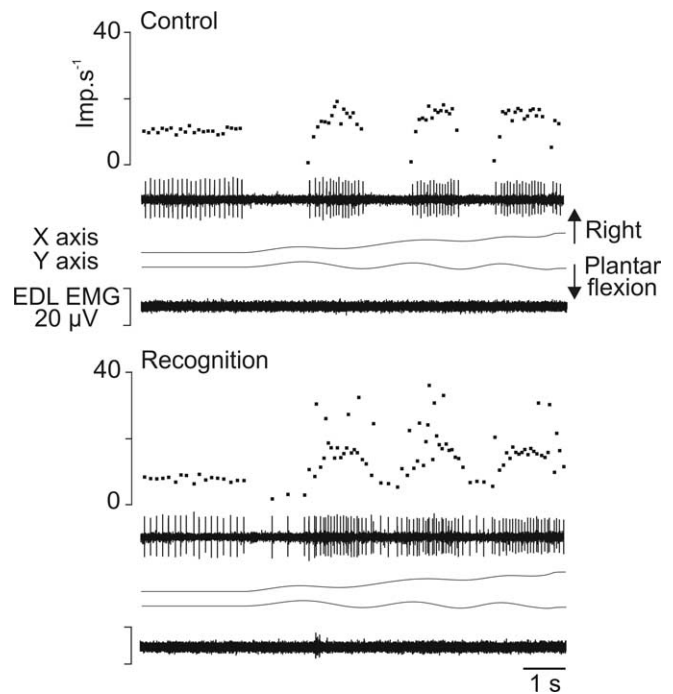 Control
40
Imp.s⁻¹
0
X axis
Right
Y axis
Plantar
flexion
EDL EMG
20 µV
Recognition
40
0
1 s